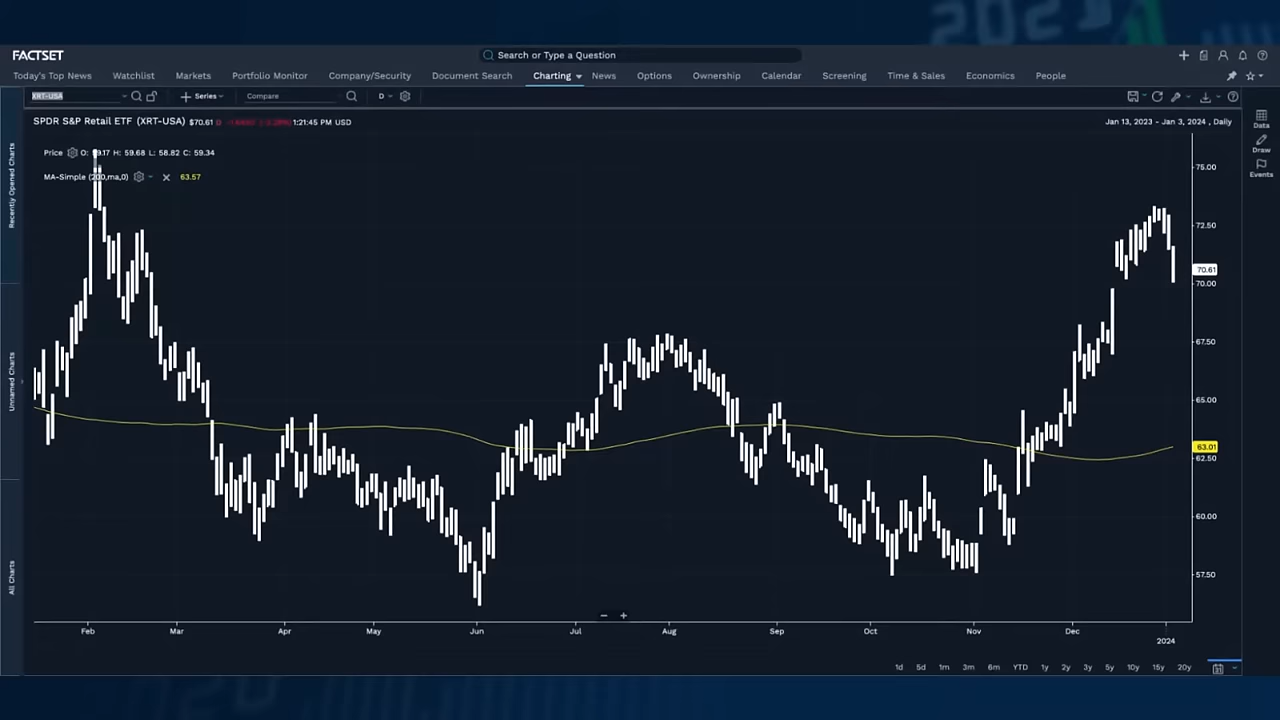 2023
FACTSET
Search or Type a Question
Today's Top News Watchlist Markets Portfolio Monitor Company/Security Document Search Charting News Options Ownership Calendar Screening Time & Sales Economics People
XRT-USA
Series
Compare
D
SPDR S&P Retail ETF (XRT-USA) $70.61 D 1:21:45 PM USD
Jan 13, 2023 - Jan 3, 2024 , Daily
Price O: H: 59.68 L: 58.82 C: 59.34
MA-Simple (200,ma,0) 63.57
Data
Draw
Events
Recently Opened Charts
Unnamed Charts
All Charts
75.00
72.50
70.61
70.00
67.50
65.00
63.01
62.50
60.00
57.50
Feb Mar Apr May Jun Jul Aug Sep Oct Nov Dec 2024
1d 5d 1m 3m 6m YTD 1y 2y 3y 5y 10y 15y 20y